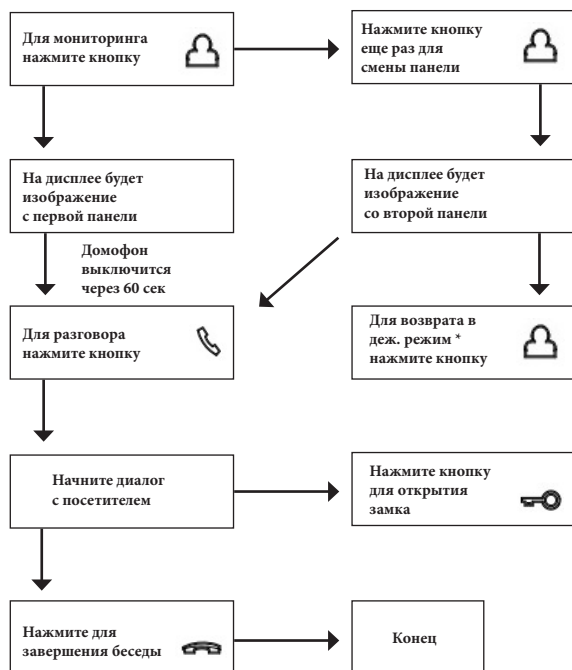 Для мониторинга
нажмите кнопку
Нажмите кнопку
еще раз для
смены панели
На дисплее будет
изображение
с первой панели
На дисплее будет
изображение
со второй панели
Домофон
выключится
через 60 сек
Для разговора
нажмите кнопку
Для возврата в
деж. режим *
нажмите кнопку
Начните диалог
с посетителем
Нажмите кнопку
для открытия
замка
Нажмите для
завершения беседы
Конец